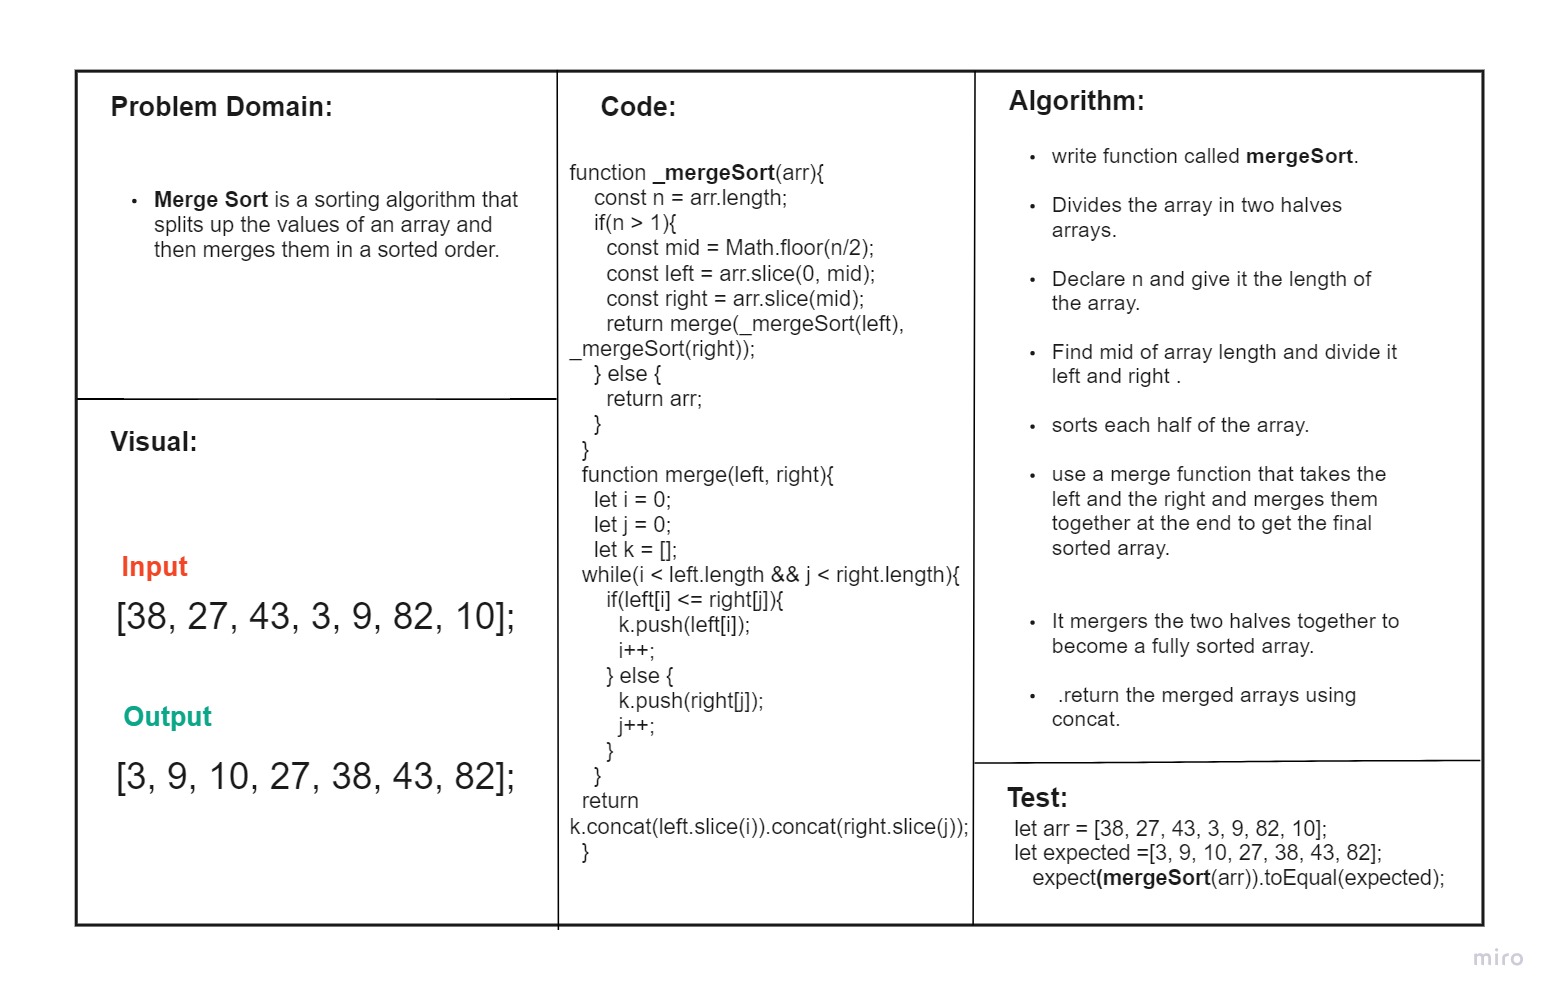 Problem Domain:
• Merge Sort is a sorting algorithm that
splits up the values of an array and
then merges them in a sorted order.
Visual:
Input
[38, 27, 43, 3, 9, 82, 10];
Output
[3, 9, 10, 27, 38, 43, 82];
Code:
function _mergeSort(arr){
const n = arr.length;
if(n > 1){
const mid = Math.floor(n/2);
const left = arr.slice(0, mid);
const right = arr.slice(mid);
return merge(_mergeSort(left),
_mergeSort(right));
} else {
return arr;
}
}
function merge(left, right){
let i = 0;
let j = 0;
let k = [];
while(i < left.length && j < right.length){
if(left[i] <= right[j]){
k.push(left[i]);
i++;
} else {
k.push(right[j]);
j++;
}
}
return
k.concat(left.slice(i)).concat(right.slice(j));
}
Algorithm:
• write function called mergeSort.
• Divides the array in two halves
arrays.
• Declare n and give it the length of
the array.
• Find mid of array length and divide it
left and right .
• sorts each half of the array.
• use a merge function that takes the
left and the right and merges them
together at the end to get the final
sorted array.
• It mergers the two halves together to
become a fully sorted array.
• .return the merged arrays using
concat.
Test:
let arr = [38, 27, 43, 3, 9, 82, 10];
let expected =[3, 9, 10, 27, 38, 43, 82];
expect(mergeSort(arr)).toEqual(expected);
miro